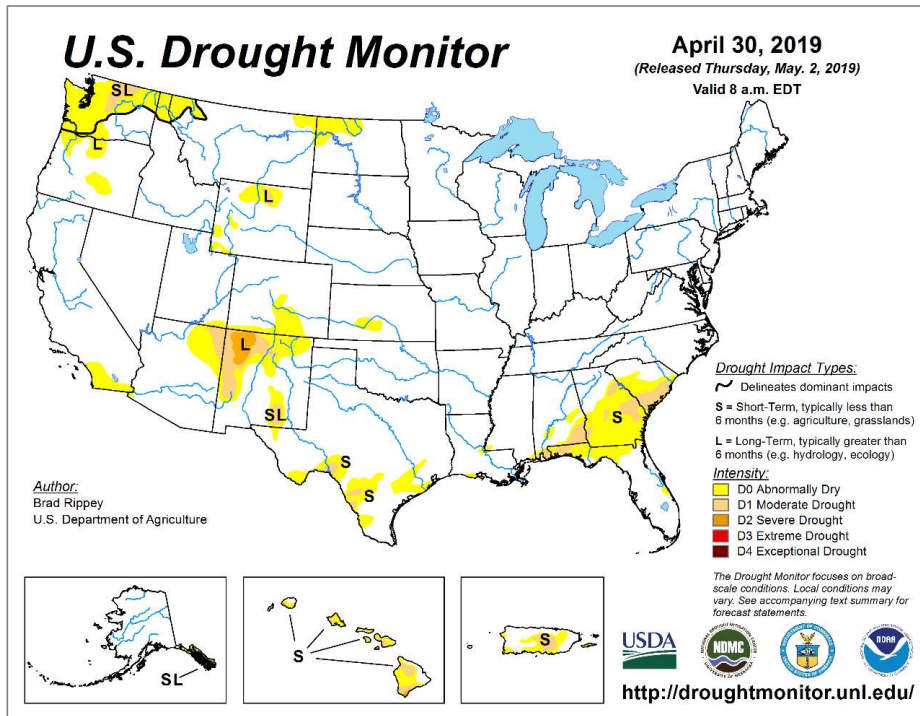 U.S. Drought Monitor
April 30, 2019
(Released Thursday, May. 2, 2019)
Valid 8 a.m. EDT
SL
L
L
L
SL
S
S
S
Drought Impact Types:
Delineates dominant impacts
S = Short-Term, typically less than
6 months (e.g. agriculture, grasslands)
L = Long-Term, typically greater than
6 months (e.g. hydrology, ecology)
Intensity:
D0 Abnormally Dry
D1 Moderate Drought
D2 Severe Drought
D3 Extreme Drought
D4 Exceptional Drought
Author:
Brad Rippey
U.S. Department of Agriculture
The Drought Monitor focuses on broad-
scale conditions. Local conditions may
vary. See accompanying text summary for
forecast statements.
SL
S
S
USDA
NDMC
NOAA
http://droughtmonitor.unl.edu/